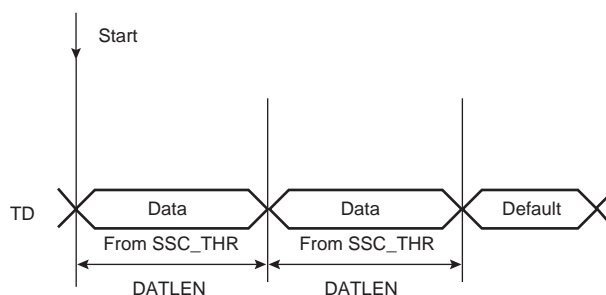 Start
TD Data Data Default
From SSC_THR From SSC_THR
DATLEN DATLEN